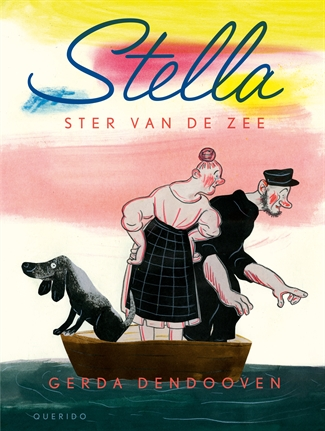 Stella
STER VAN DE ZEE
GERDA DENDOOVEN
QUERIDO